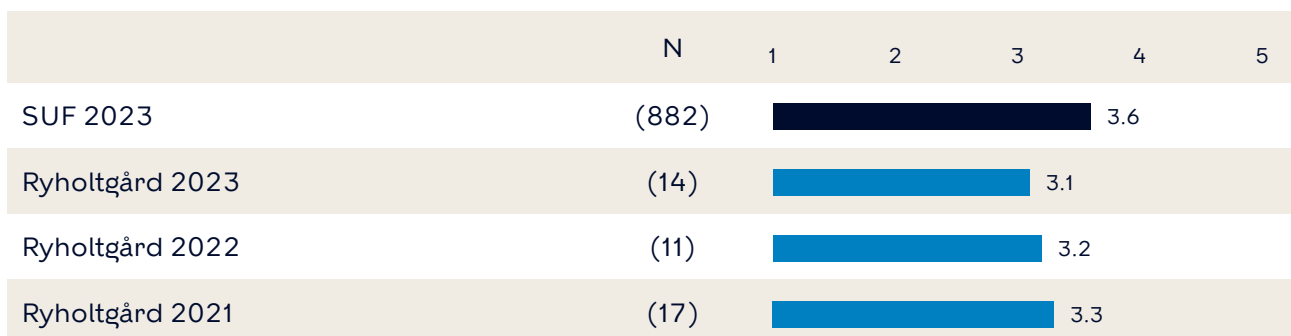 N 1 2 3 4 5
SUF 2023 (882) 3.6
Ryholtgård 2023 (14) 3.1
Ryholtgård 2022 (11) 3.2
Ryholtgård 2021 (17) 3.3